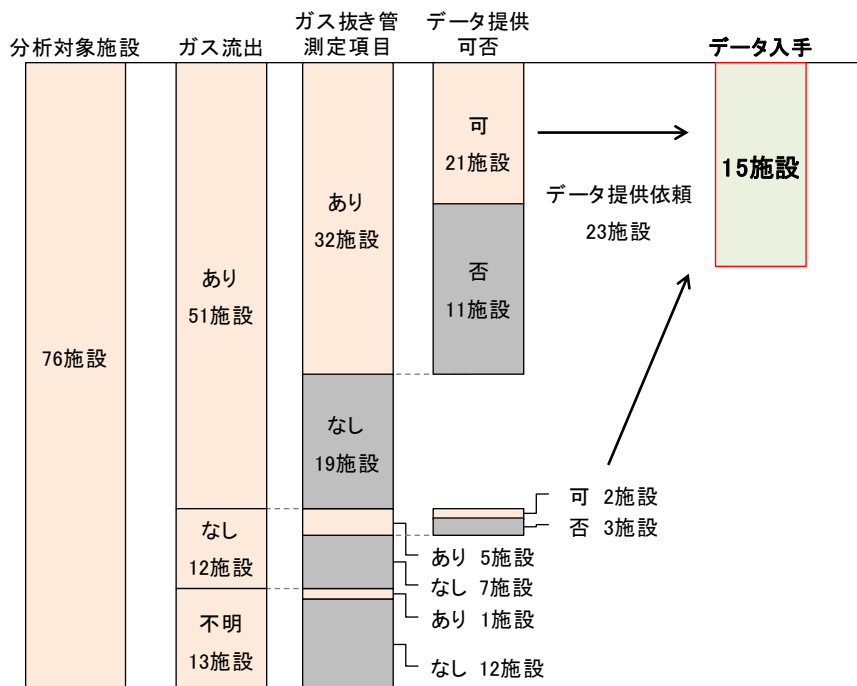 分析対象施設
ガス流出
ガス抜き管
測定項目
データ提供
可否
データ入手
76施設
あり
51施設
なし
12施設
不明
13施設
あり
32施設
なし
19施設
可
21施設
否
11施設
データ提供依頼
23施設
15施設
可 2施設
否 3施設
あり 5施設
なし 7施設
あり 1施設
なし 12施設